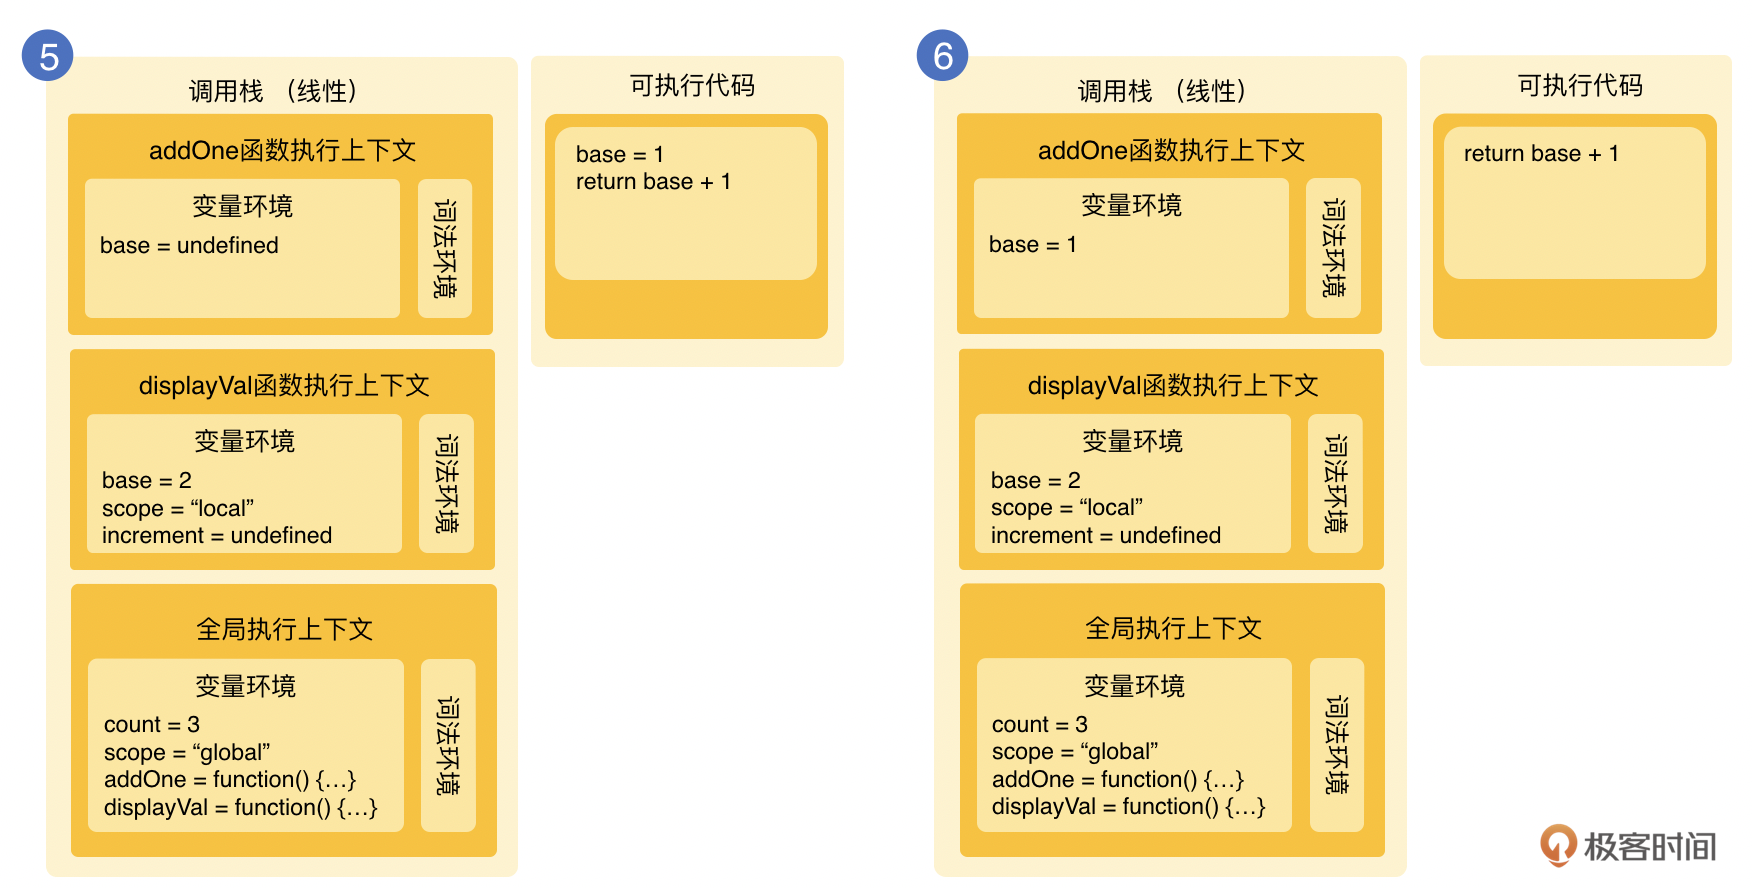 5
调用栈 （线性）
addOne函数执行上下文
变量环境
base = undefined
词法环境
displayVal函数执行上下文
变量环境
base = 2
scope = “local”
increment = undefined
词法环境
全局执行上下文
变量环境
count = 3
scope = “global”
addOne = function() {…}
displayVal = function() {…}
词法环境
可执行代码
base = 1
return base + 1
6
调用栈 （线性）
addOne函数执行上下文
变量环境
base = 1
词法环境
displayVal函数执行上下文
变量环境
base = 2
scope = “local”
increment = undefined
词法环境
全局执行上下文
变量环境
count = 3
scope = “global”
addOne = function() {…}
displayVal = function() {…}
词法环境
可执行代码
return base + 1
极客时间